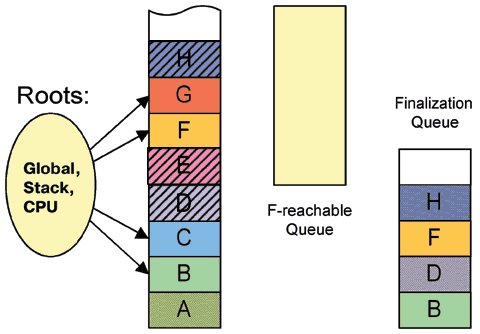 Roots:
Global,
Stack,
CPU
H
G
F
E
D
C
B
A
F-reachable
Queue
Finalization
Queue
H
F
D
B